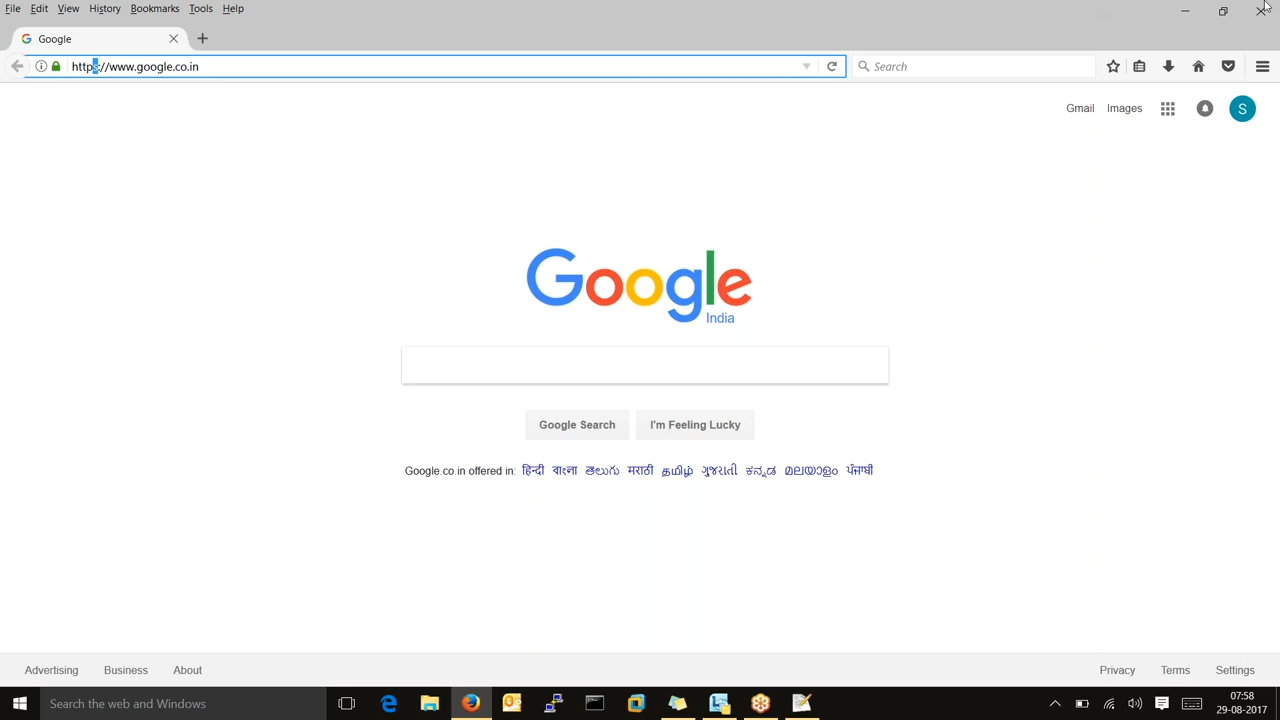 File Edit View History Bookmarks Tools Help
Google
https://www.google.co.in
Search
Gmail Images S
Google
India
Google Search I'm Feeling Lucky
Google.co.in offered in: हिन्दी বাংলা తెలుగు मराठी தமிழ் ગુજરાતી ಕನ್ನಡ മലയാളം ਪੰਜਾਬੀ
Advertising Business About Privacy Terms Settings
Search the web and Windows
07:58
29-08-2017